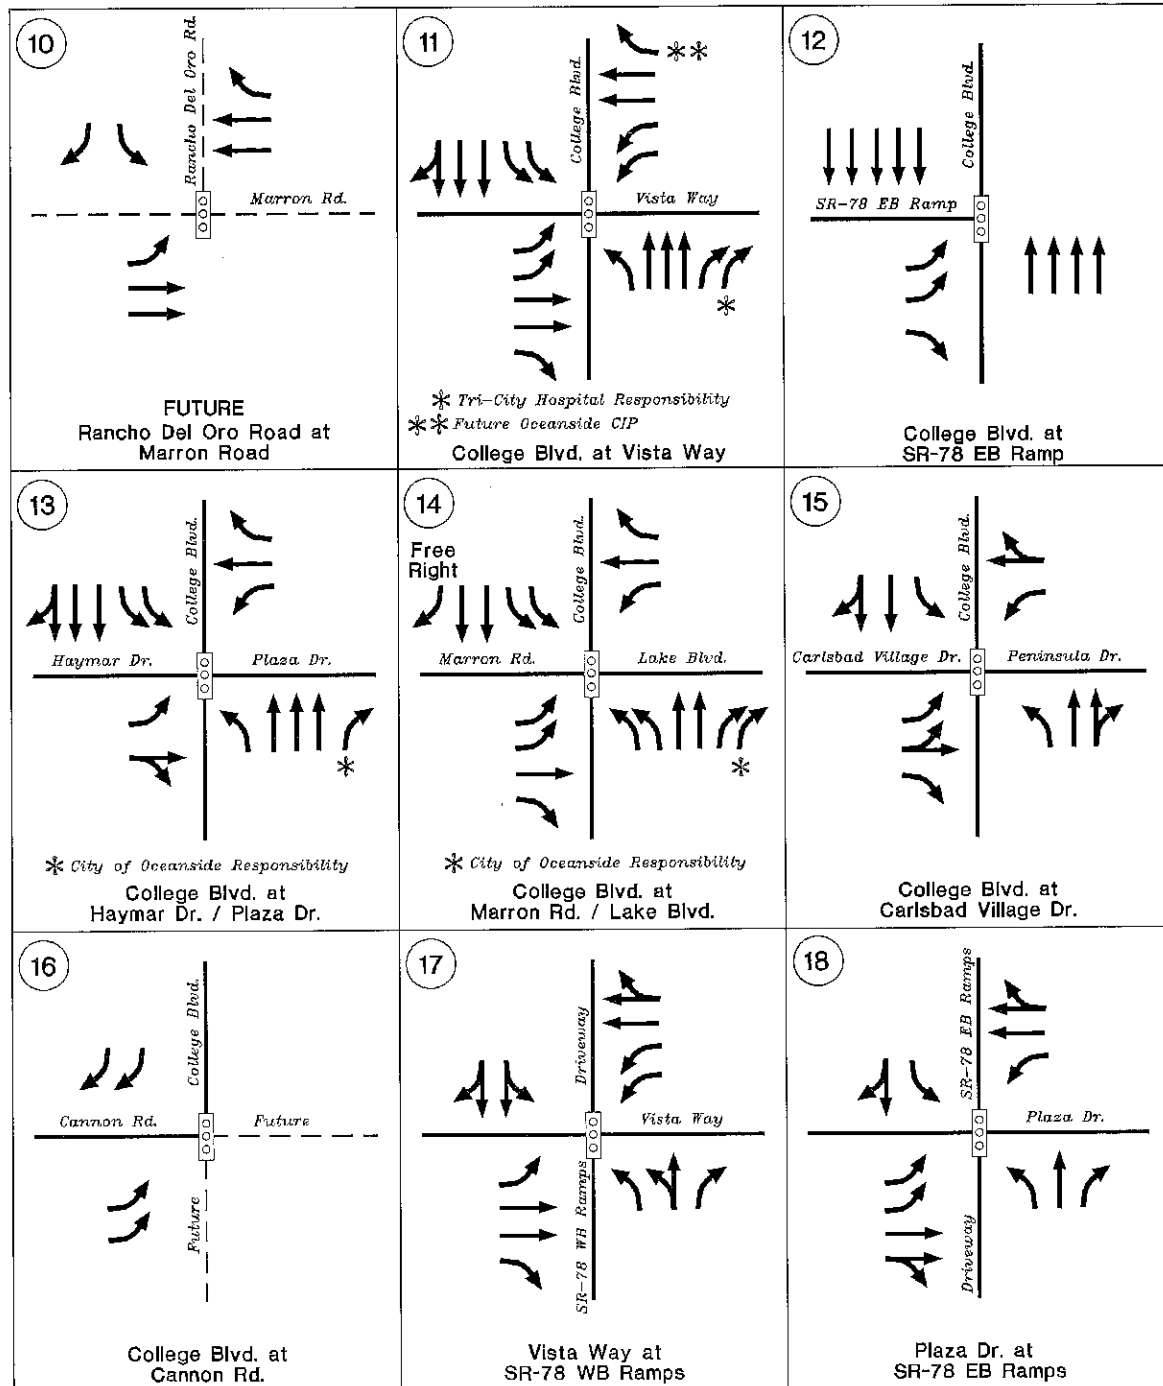 10
Rancho Del Oro Rd.
Marron Rd.
FUTURE
Rancho Del Oro Road at
Marron Road
11
College Blvd.
**
Vista Way
*
* Tri-City Hospital Responsibility
** Future Oceanside CIP
College Blvd. at Vista Way
12
College Blvd.
SR-78 EB Ramp
College Blvd. at
SR-78 EB Ramp
13
College Blvd.
Haymar Dr.
Plaza Dr.
*
* City of Oceanside Responsibility
College Blvd. at
Haymar Dr. / Plaza Dr.
14
Free
Right
College Blvd.
Marron Rd.
Lake Blvd.
*
* City of Oceanside Responsibility
College Blvd. at
Marron Rd. / Lake Blvd.
15
College Blvd.
Carlsbad Village Dr.
Peninsula Dr.
College Blvd. at
Carlsbad Village Dr.
16
College Blvd.
Cannon Rd.
Future
Future
College Blvd. at
Cannon Rd.
17
Driveway
Vista Way
SR-78 WB Ramps
Vista Way at
SR-78 WB Ramps
18
SR-78 EB Ramps
Plaza Dr.
Driveway
Plaza Dr. at
SR-78 EB Ramps